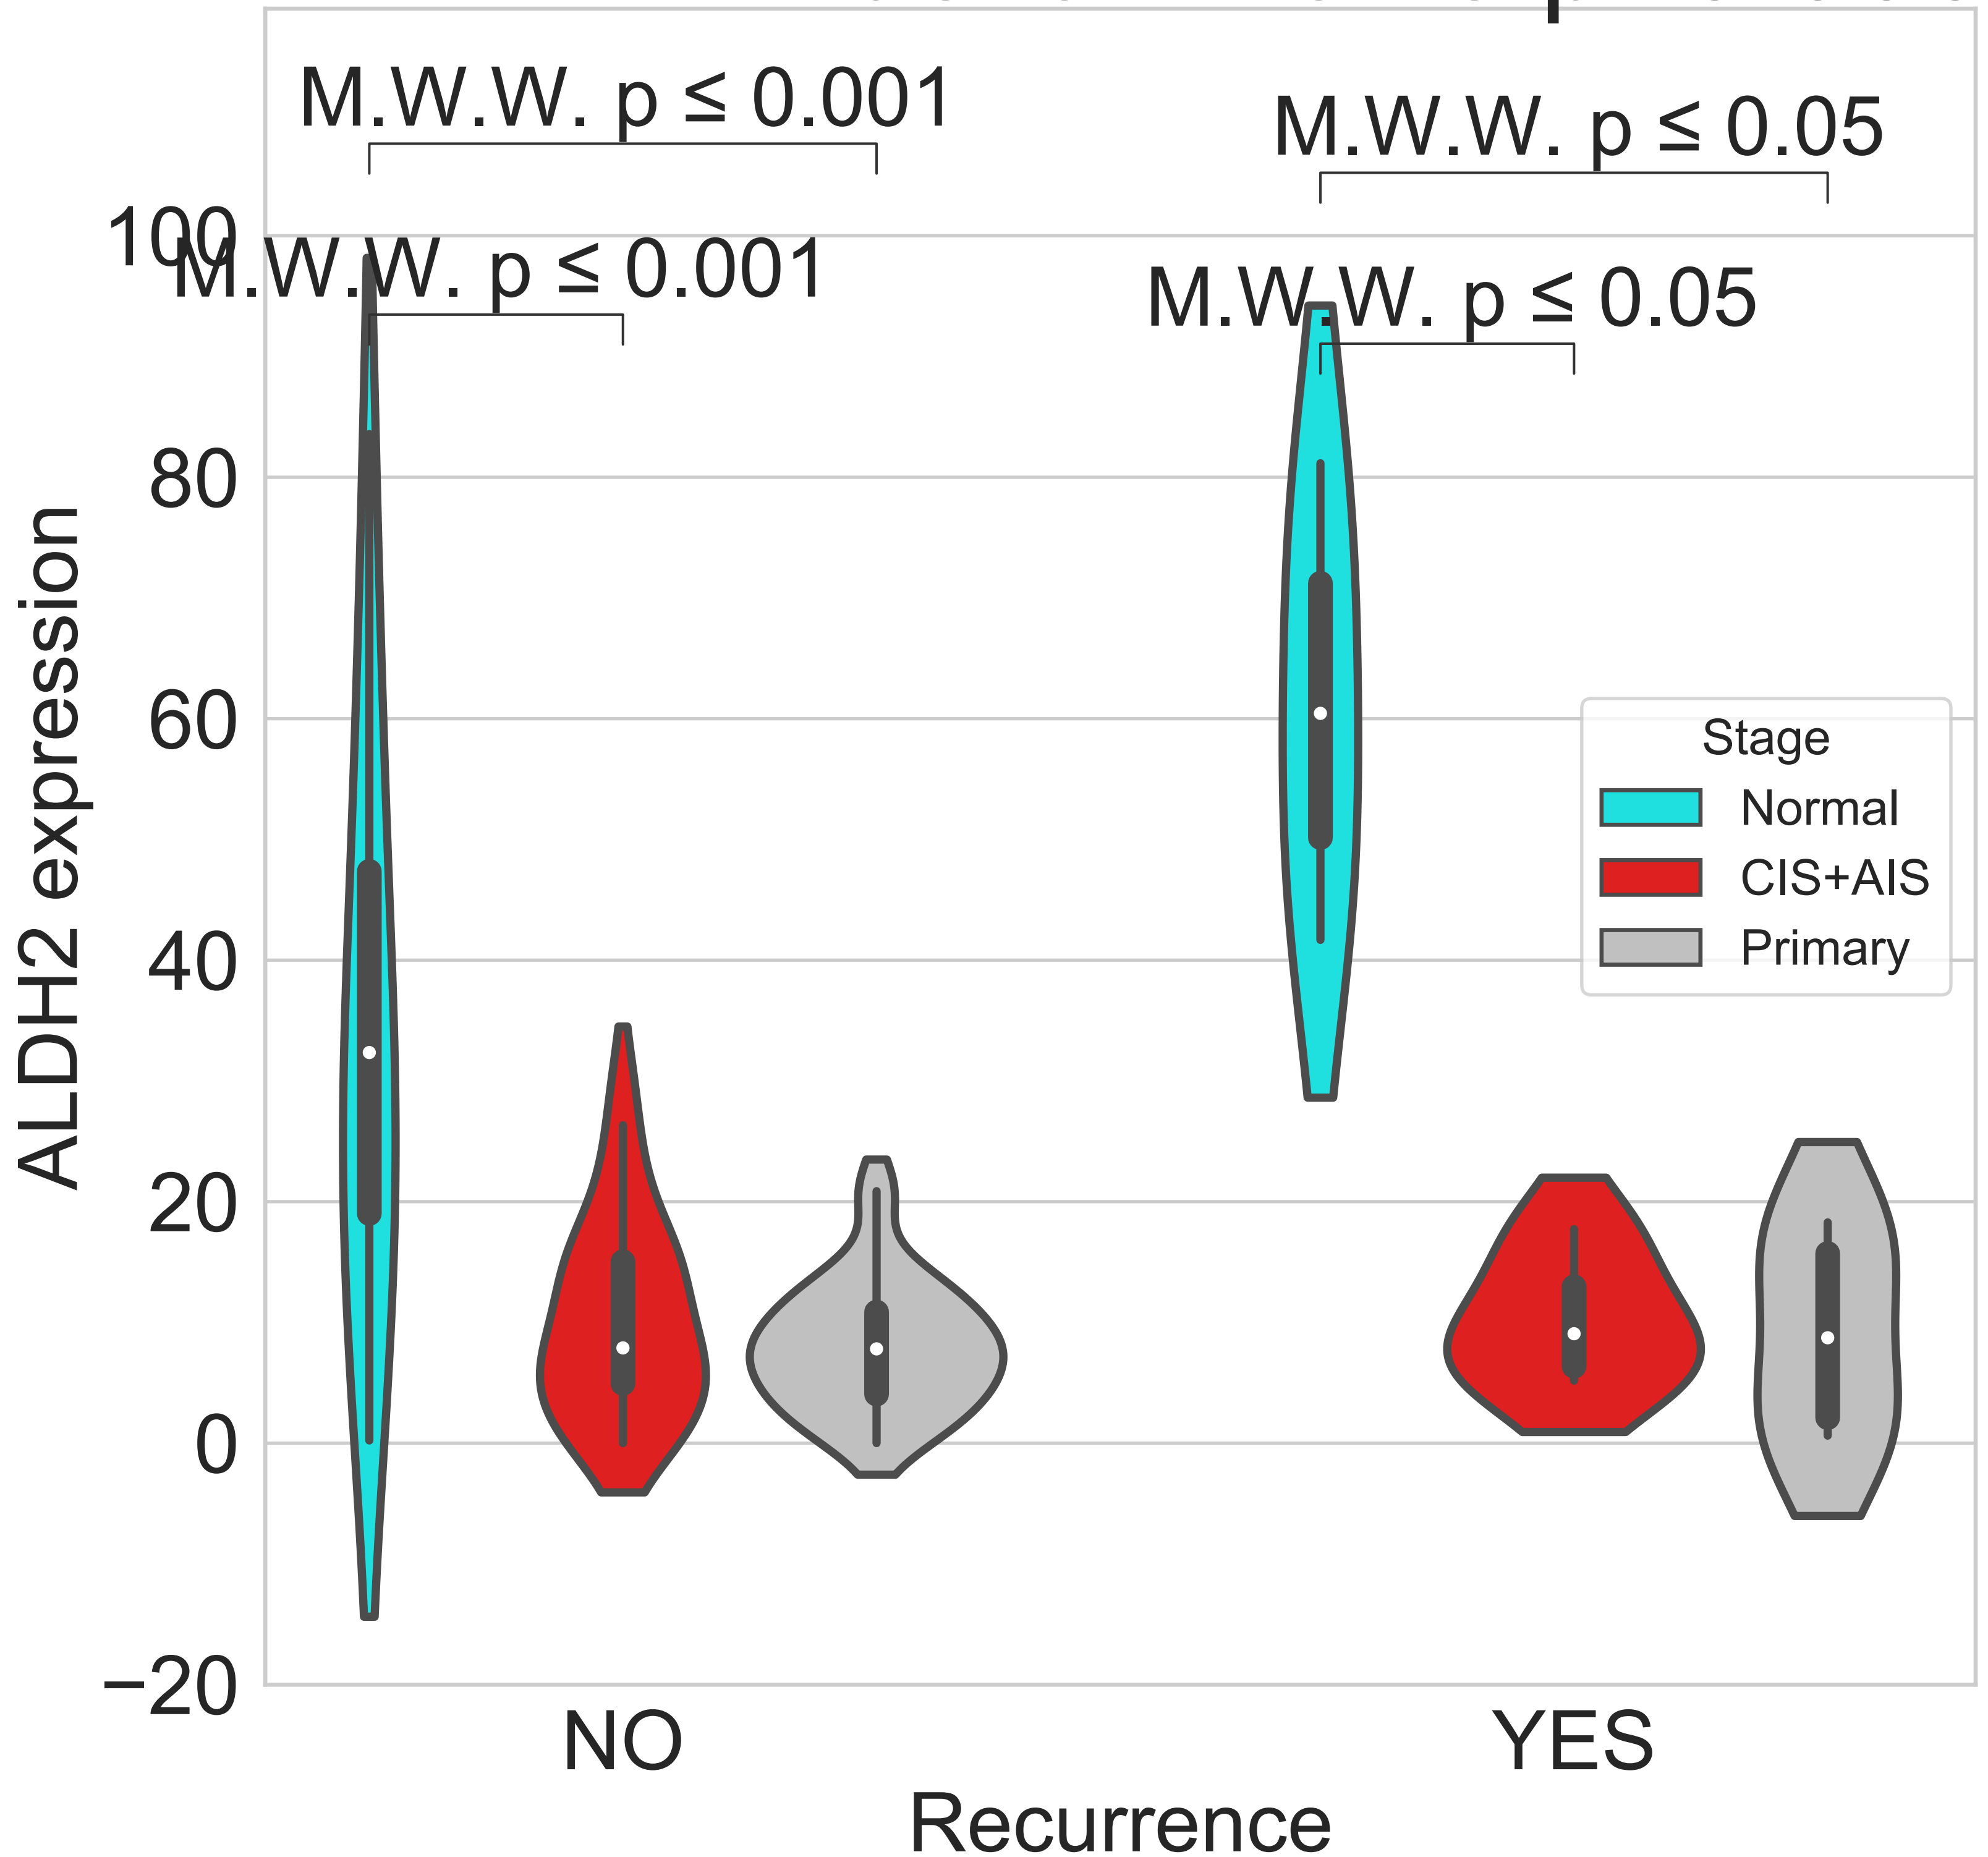 M.W.W. p ≤ 0.001
M.W.W. p ≤ 0.05
100
M.W.W. p ≤ 0.001
M.W.W. p ≤ 0.05
80
60
40
20
0
−20
ALDH2 expression
Stage
Normal
CIS+AIS
Primary
NO
YES
Recurrence